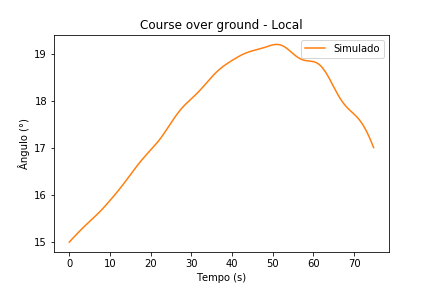 Course over ground - Local
Simulado
Ângulo (°)
19
18
17
16
15
0 10 20 30 40 50 60 70
Tempo (s)